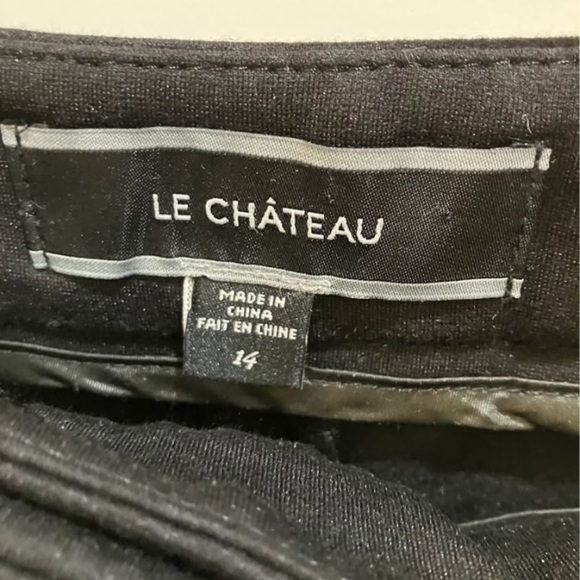 LE CHÂTEAU
MADE IN
CHINA
FAIT EN CHINE
14